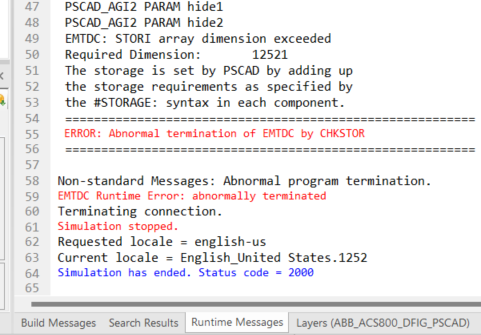 47 PSCAD_AGI2 PARAM hide1
48 PSCAD_AGI2 PARAM hide2
49 EMTDC: STORI array dimension exceeded
50 Required Dimension: 12521
51 The storage is set by PSCAD by adding up
52 the storage requirements as specified by
53 the #STORAGE: syntax in each component.
54 =========================================================
55 ERROR: Abnormal termination of EMTDC by CHKSTOR
56 =========================================================
57
58 Non-standard Messages: Abnormal program termination.
59 EMTDC Runtime Error: abnormally terminated
60 Terminating connection.
61 Simulation stopped.
62 Requested locale = english-us
63 Current locale = English_United States.1252
64 Simulation has ended. Status code = 2000
65
Build Messages Search Results Runtime Messages Layers (ABB_ACS800_DFIG_PSCAD)